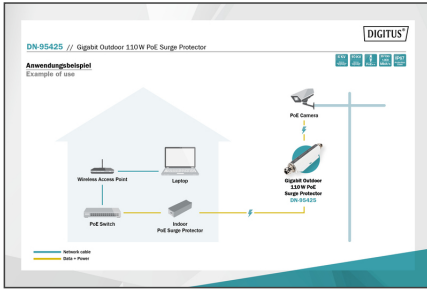 DIGITUS®
DN-95425 // Gigabit Outdoor 110 W PoE Surge Protector
Anwendungsbeispiel
Example of use
IP67
PoE Camera
Wireless Access Point
Laptop
Gigabit Outdoor
110 W PoE
Surge Protector
DN-95425
PoE Switch
Indoor
PoE Surge Protector
Network cable
Data + Power